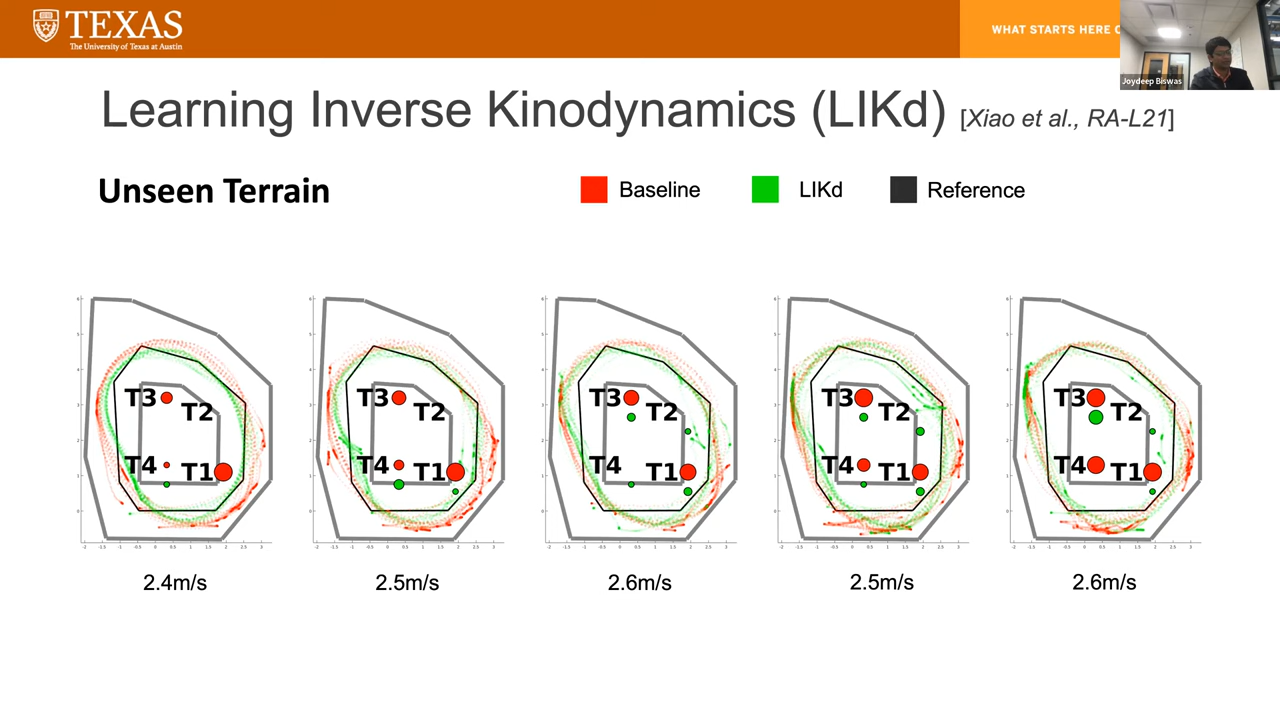 TEXAS
The University of Texas at Austin
WHAT STARTS HERE C
Joydeep Biswas
Learning Inverse Kinodynamics (LIKd) [Xiao et al., RA-L21]
Unseen Terrain
Baseline
LIKd
Reference
T3
T2
T4
T1
T3
T2
T4
T1
T3
T2
T4
T1
T3
T2
T4
T1
T3
T2
T4
T1
2.4m/s
2.5m/s
2.6m/s
2.5m/s
2.6m/s